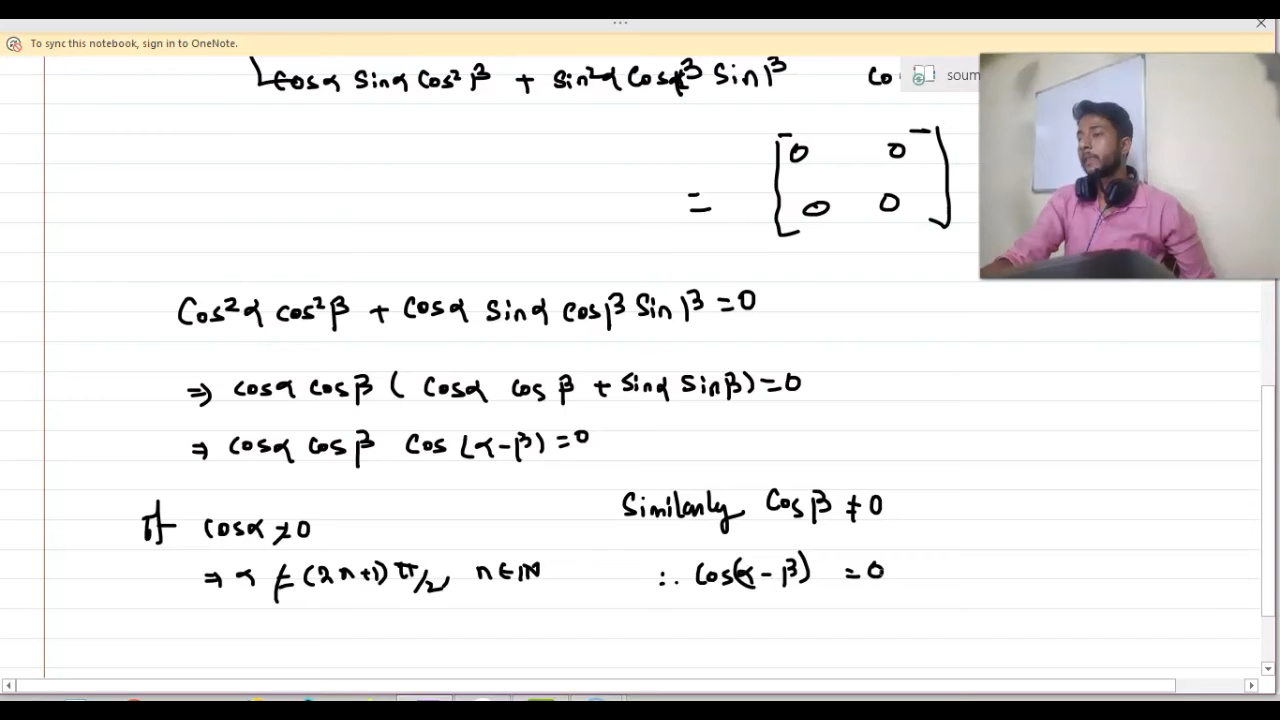 To sync this notebook, sign in to OneNote.
cosα sinα cos²β + sin²α cosβ sinβ
soum
= [0 0
0 0]
cos²α cos²β + cosα sinα cosβ sinβ = 0
⇒ cosα cosβ ( cosα cosβ + sinα sinβ) = 0
⇒ cosα cosβ cos (α-β) = 0
If cosα ≠ 0
⇒ α ≠ (2n+1) π/2, n ∈ IN
Similarly cosβ ≠ 0
∴ cos(α-β) = 0